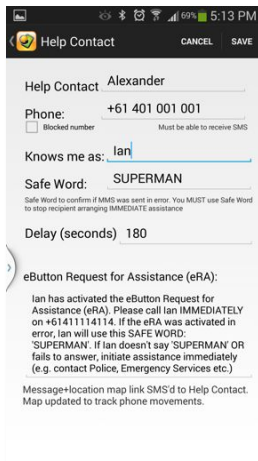 69% 5:13 PM
Help Contact CANCEL SAVE
Help Contact Alexander
Phone: +61 401 001 001
Blocked number Must be able to receive SMS
Knows me as: Ian
Safe Word: SUPERMAN
Safe Word to confirm if MMS was sent in error. You MUST use Safe Word
to stop recipient arranging IMMEDIATE assistance
Delay (seconds) 180
eButton Request for Assistance (eRA):
Ian has activated the eButton Request for
Assistance (eRA). Please call Ian IMMEDIATELY
on +61411114114. If the eRA was activated in
error, Ian will use this SAFE WORD:
'SUPERMAN'. If Ian doesn't say 'SUPERMAN' OR
fails to answer, initiate assistance immediately
(e.g. contact Police, Emergency Services etc.)
Message+location map link SMS'd to Help Contact.
Map updated to track phone movements.